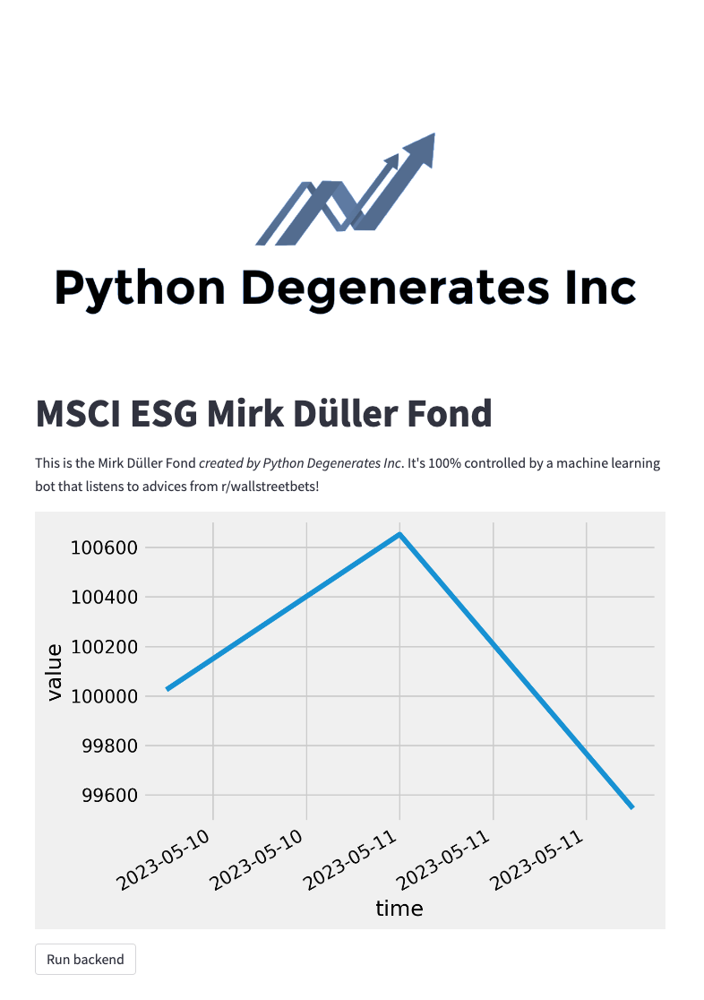 Python Degenerates Inc
MSCI ESG Mirk Düller Fond
This is the Mirk Düller Fond created by Python Degenerates Inc. It's 100% controlled by a machine learning
bot that listens to advices from r/wallstreetbets!
100600
100400
100200
100000
99800
99600
value
2023-05-10
2023-05-10
2023-05-11
2023-05-11
2023-05-11
time
Run backend